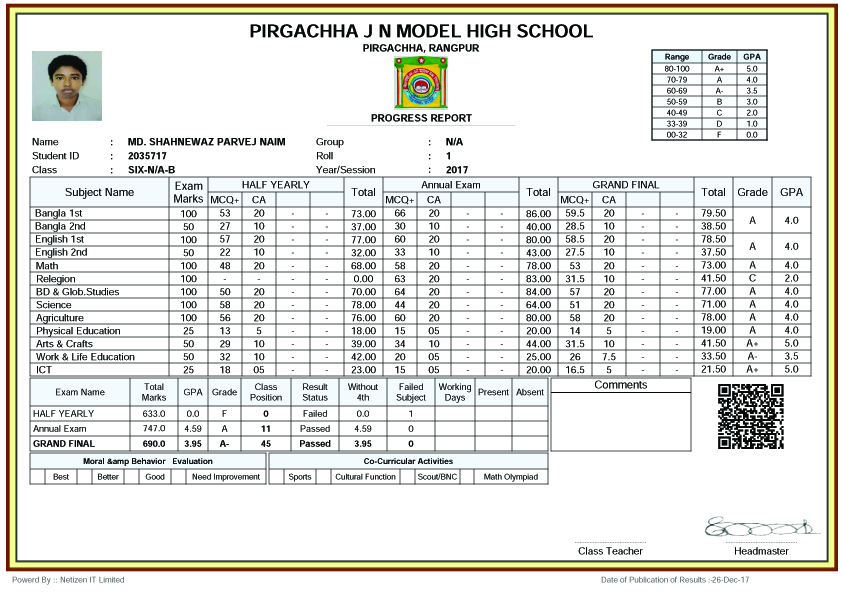 PIRGACHHA J N MODEL HIGH SCHOOL
PIRGACHHA, RANGPUR
PROGRESS REPORT
Range Grade GPA
80-100 A+ 5.0
70-79 A 4.0
60-69 A- 3.5
50-59 B 3.0
40-49 C 2.0
33-39 D 1.0
00-32 F 0.0
Name : MD. SHAHNEWAZ PARVEJ NAIM Group : N/A
Student ID : 2035717 Roll : 1
Class : SIX-N/A-B Year/Session : 2017
Subject Name Exam Marks HALF YEARLY Total Annual Exam Total GRAND FINAL Total Grade GPA
MCQ+ CA MCQ+ CA MCQ+ CA
Bangla 1st 100 53 20 - - 73.00 66 20 - - 86.00 59.5 20 - - 79.50 A 4.0
Bangla 2nd 50 27 10 - - 37.00 30 10 - - 40.00 28.5 10 - - 38.50
English 1st 100 57 20 - - 77.00 60 20 - - 80.00 58.5 20 - - 78.50 A 4.0
English 2nd 50 22 10 - - 32.00 33 10 - - 43.00 27.5 10 - - 37.50
Math 100 48 20 - - 68.00 58 20 - - 78.00 53 20 - - 73.00 A 4.0
Relegion 100 - - - - 0.00 63 20 - - 83.00 31.5 10 - - 41.50 C 2.0
BD & Glob.Studies 100 50 20 - - 70.00 64 20 - - 84.00 57 20 - - 77.00 A 4.0
Science 100 58 20 - - 78.00 44 20 - - 64.00 51 20 - - 71.00 A 4.0
Agriculture 100 56 20 - - 76.00 60 20 - - 80.00 58 20 - - 78.00 A 4.0
Physical Education 25 13 5 - - 18.00 15 05 - - 20.00 14 5 - - 19.00 A 4.0
Arts & Crafts 50 29 10 - - 39.00 34 10 - - 44.00 31.5 10 - - 41.50 A+ 5.0
Work & Life Education 50 32 10 - - 42.00 20 05 - - 25.00 26 7.5 - - 33.50 A- 3.5
ICT 25 18 05 - - 23.00 15 05 - - 20.00 16.5 5 - - 21.50 A+ 5.0
Exam Name Total Marks GPA Grade Class Position Result Status Without 4th Failed Subject Working Days Present Absent Comments
HALF YEARLY 633.0 0.0 F 0 Failed 0.0 1
Annual Exam 747.0 4.59 A 11 Passed 4.59 0
GRAND FINAL 690.0 3.95 A- 45 Passed 3.95 0
Moral &amp Behavior Evaluation Co-Curricular Activities
Best Better Good Need Improvement Sports Cultural Function Scout/BNC Math Olympiad
Class Teacher Headmaster
Powerd By :: Netizen IT Limited Date of Publication of Results :-26-Dec-17